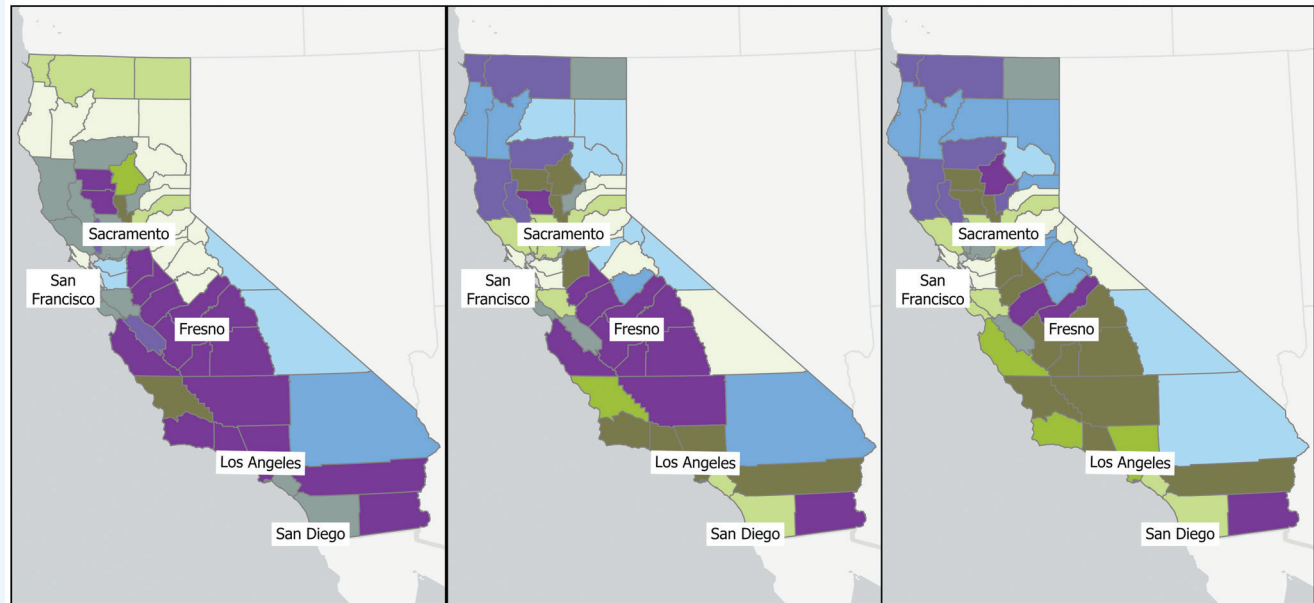 Sacramento
San
Francisco
Fresno
Los Angeles
San Diego
Sacramento
San
Francisco
Fresno
Los Angeles
San Diego
Sacramento
San
Francisco
Fresno
Los Angeles
San Diego